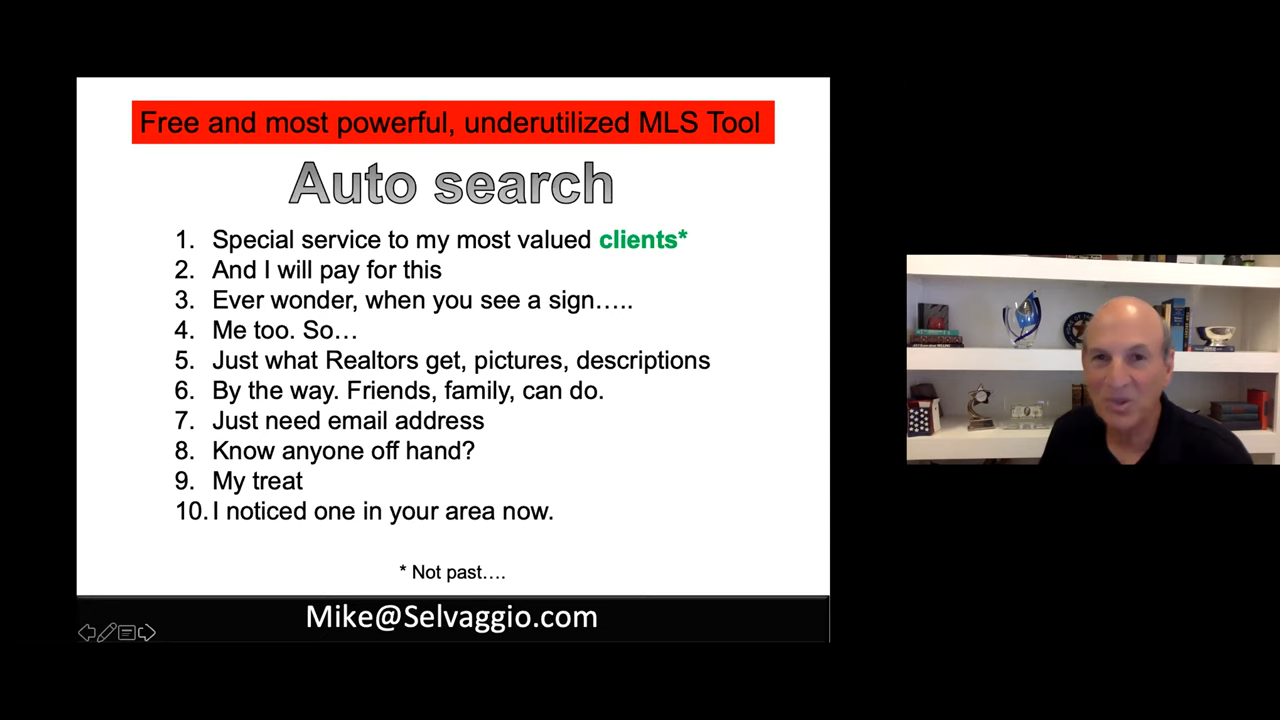 Free and most powerful, underutilized MLS Tool
Auto search
1. Special service to my most valued clients*
2. And I will pay for this
3. Ever wonder, when you see a sign…..
4. Me too. So…
5. Just what Realtors get, pictures, descriptions
6. By the way. Friends, family, can do.
7. Just need email address
8. Know anyone off hand?
9. My treat
10. I noticed one in your area now.
* Not past….
Mike@Selvaggio.com